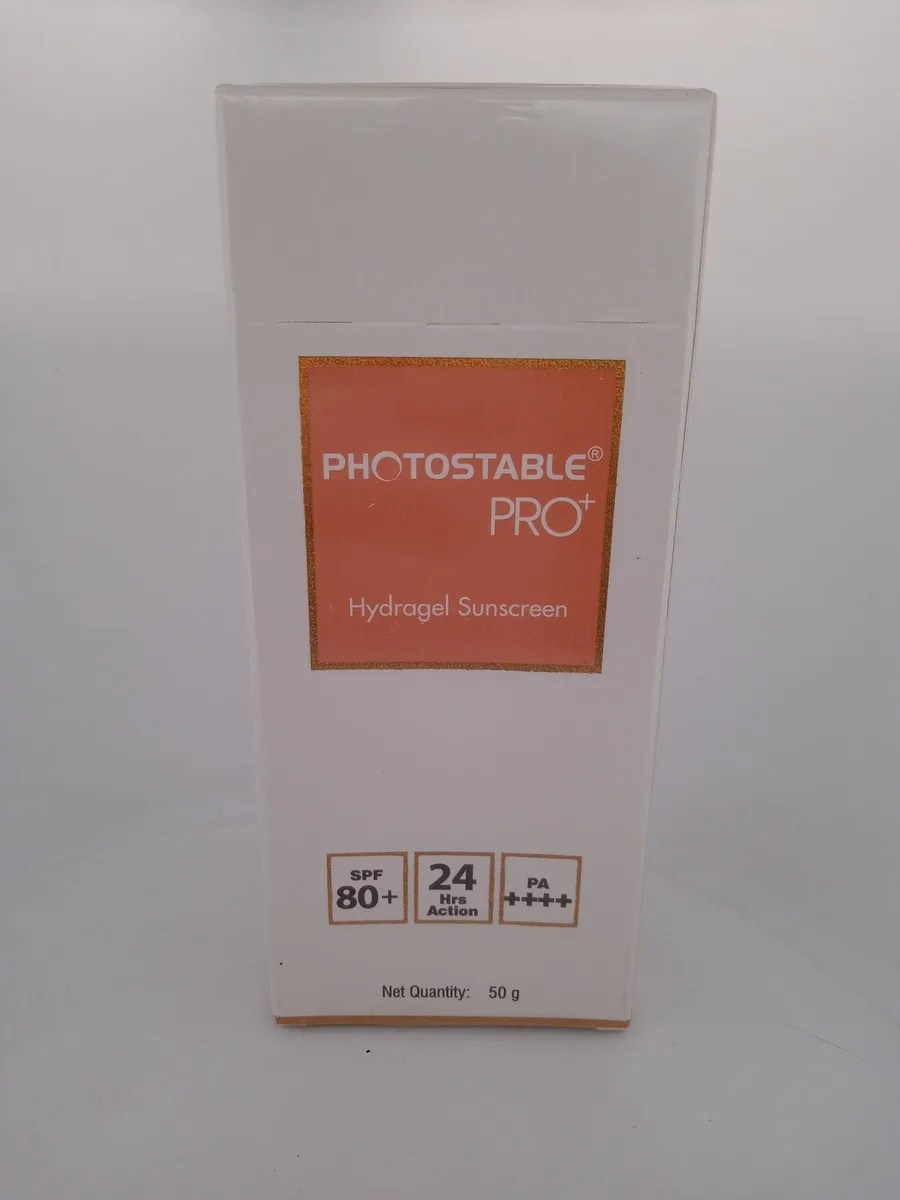 PHOTOSTABLE®
PRO+
Hydragel Sunscreen
SPF
80+
24
Hrs
Action
PA
++++
Net Quantity: 50 g